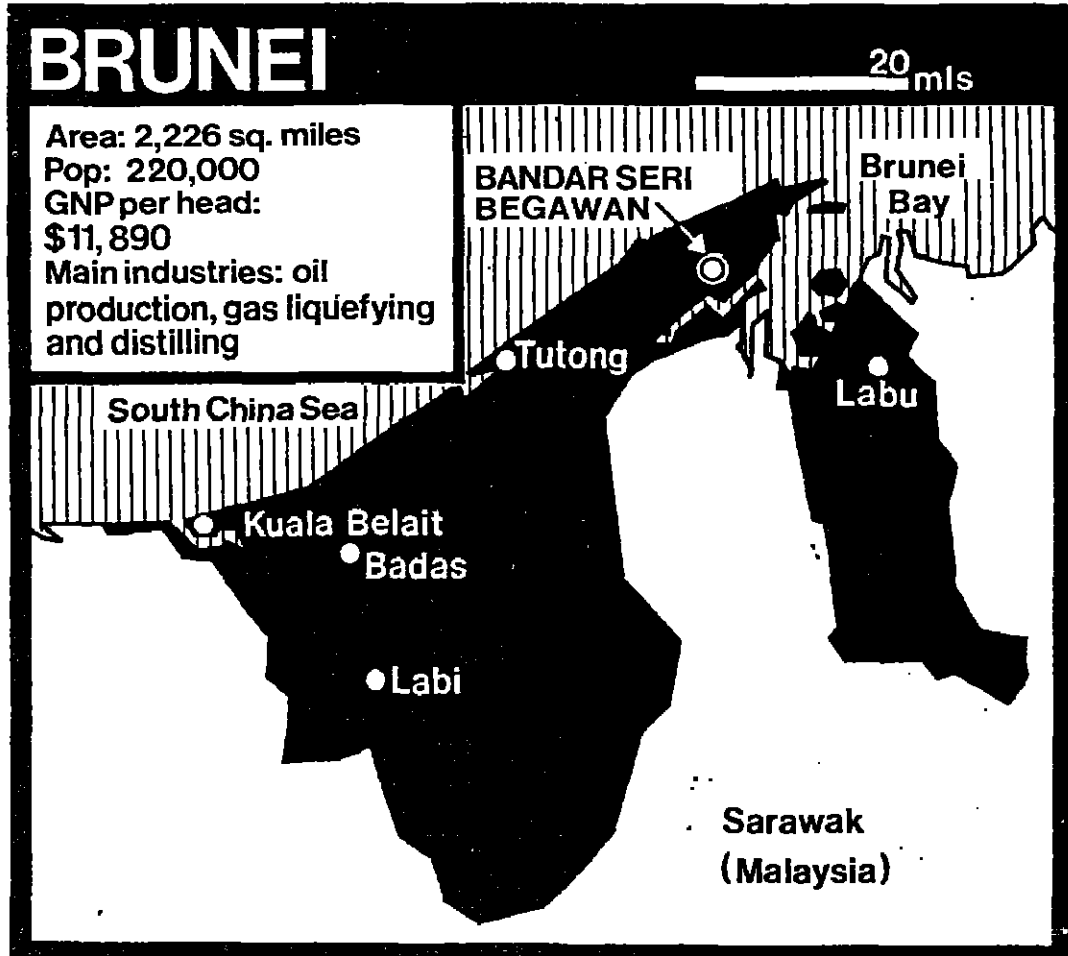 BRUNEI
20 mls
Area: 2,226 sq. miles
Pop: 220,000
GNP per head:
$11,890
Main industries: oil
production, gas liquefying
and distilling
BANDAR SERI
BEGAWAN
Brunei
Bay
Tutong
Labu
South China Sea
Kuala Belait
Badas
Labi
Sarawak
(Malaysia)